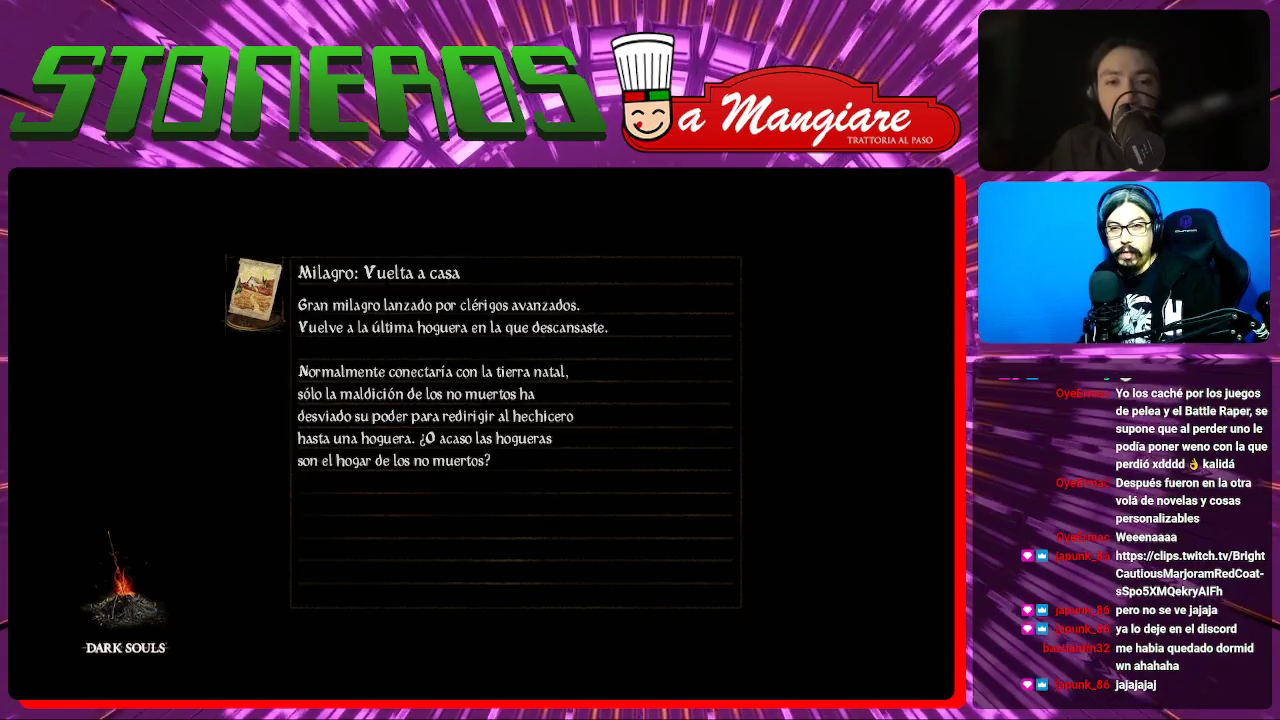 STONEROS
a Mangiare
TRATTORIA AL PASO
Milagro: Vuelta a casa
Gran milagro lanzado por clérigos avanzados.
Vuelve a la última hoguera en la que descansaste.
Normalmente conectaría con la tierra natal,
sólo la maldición de los no muertos ha
desviado su poder para redirigir al hechicero
hasta una hoguera. ¿O acaso las hogueras
son el hogar de los no muertos?
DARK SOULS
OyeErmac Yo los caché por los juegos
de pelea y el Battle Raper, se
supone que al perder uno le
podía poner weno con la que
perdió xdddd 👌 kalidá
OyeErmac Después fueron en la otra
volá de novelas y cosas
personalizables
OyeErmac Weeenaaaa
japunk_86 https://clips.twitch.tv/Bright
CautiousMarjoramRedCoat-
sSpo5XMQekryAIFh
japunk_86 pero no se ve jajaja
japunk_86 ya lo deje en el discord
me habia quedado dormid
wn ahahaha
japunk_86 jajajajaj